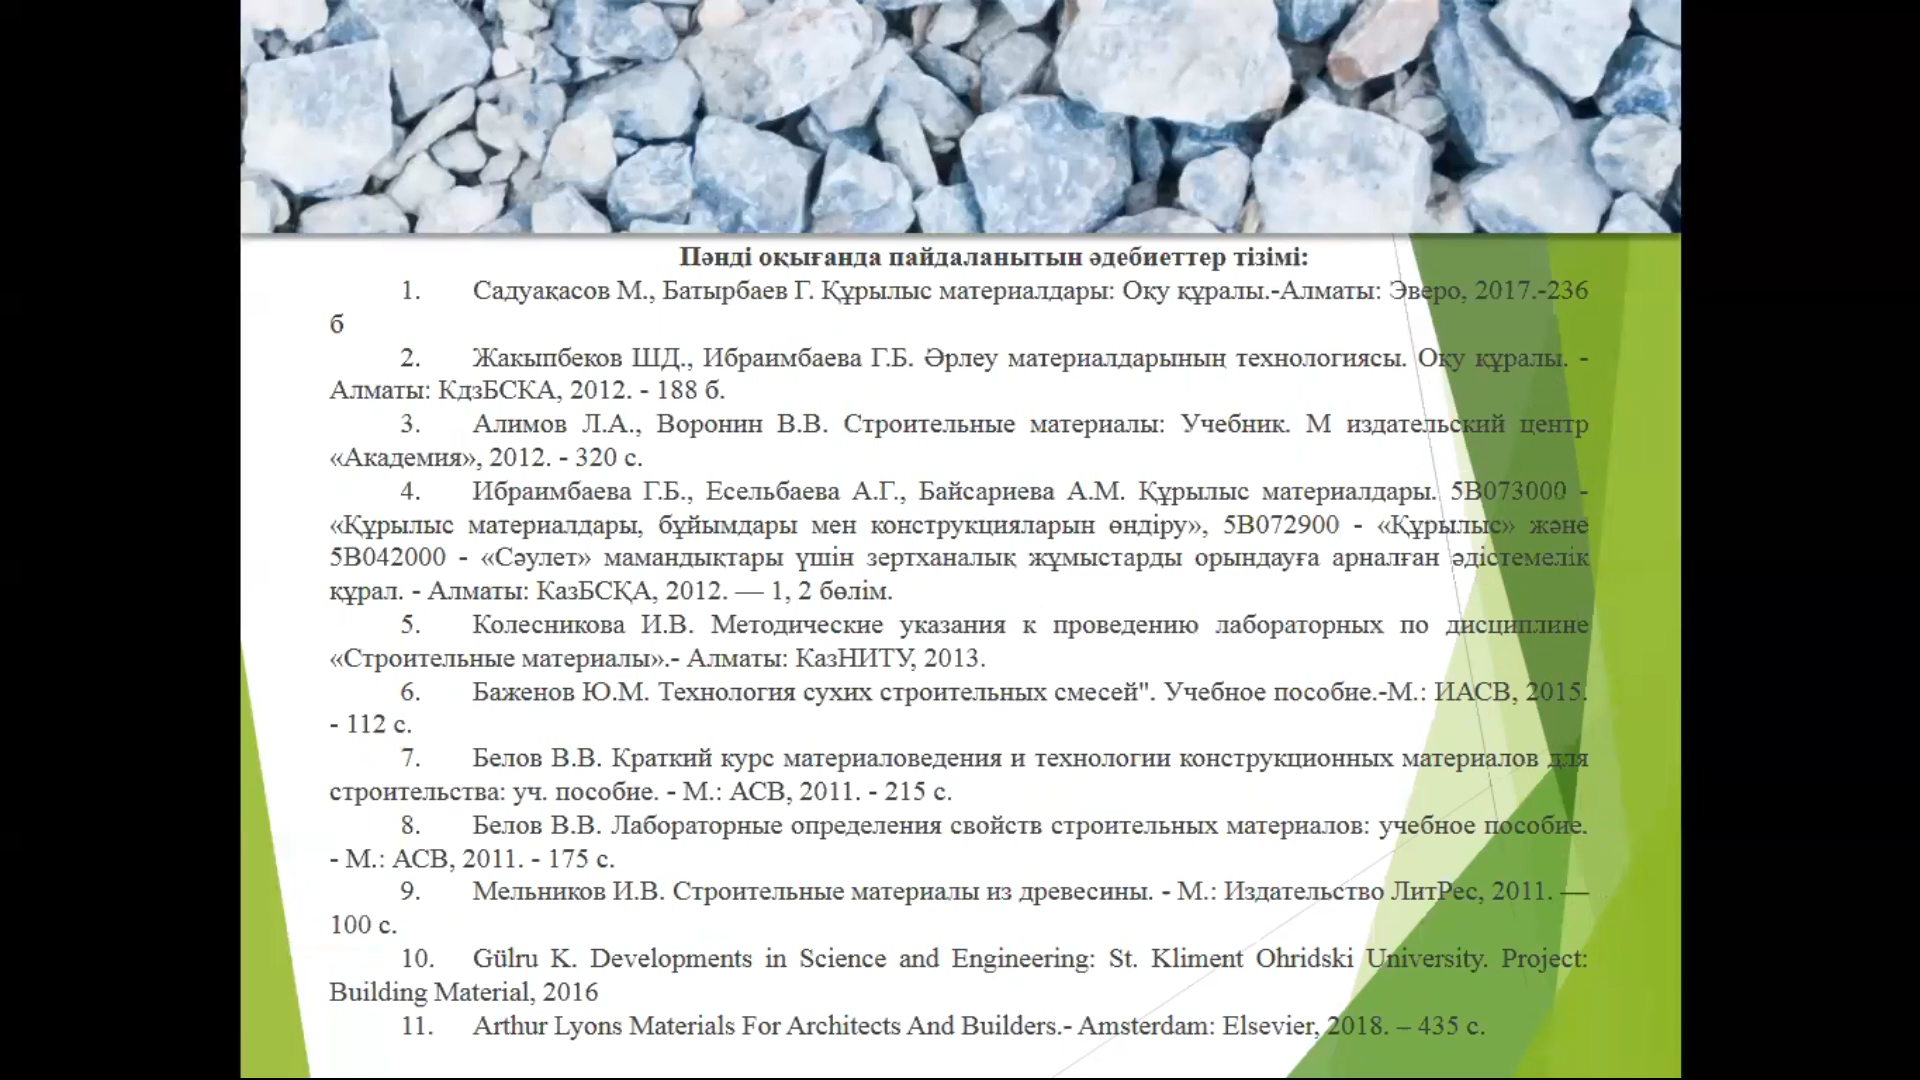 Пәнді оқығанда пайдаланытын әдебиеттер тізімі:
1. Садуақасов М., Батырбаев Г. Құрылыс материалдары: Оқу құралы.-Алматы: Эверо, 2017.-236
б
2. Жакыпбеков ШД., Ибраимбаева Г.Б. Әрлеу материалдарының технологиясы. Оқу құралы. -
Алматы: КдзБСКА, 2012. - 188 б.
3. Алимов Л.А., Воронин В.В. Строительные материалы: Учебник. М издательский центр
«Академия», 2012. - 320 с.
4. Ибраимбаева Г.Б., Есельбаева А.Г., Байсариева А.М. Құрылыс материалдары. 5В073000 -
«Құрылыс материалдары, бұйымдары мен конструкцияларын өндіру», 5В072900 - «Құрылыс» және
5В042000 - «Сәулет» мамандықтары үшін зертханалық жұмыстарды орындауға арналған әдістемелік
құрал. - Алматы: КазБСҚА, 2012. — 1, 2 бөлім.
5. Колесникова И.В. Методические указания к проведению лабораторных по дисциплине
«Строительные материалы».- Алматы: КазНИТУ, 2013.
6. Баженов Ю.М. Технология сухих строительных смесей". Учебное пособие.-М.: ИАСВ, 2015.
- 112 с.
7. Белов В.В. Краткий курс материаловедения и технологии конструкционных материалов для
строительства: уч. пособие. - М.: АСВ, 2011. - 215 с.
8. Белов В.В. Лабораторные определения свойств строительных материалов: учебное пособие.
- М.: АСВ, 2011. - 175 с.
9. Мельников И.В. Строительные материалы из древесины. - М.: Издательство ЛитРес, 2011. —
100 с.
10. Gülru K. Developments in Science and Engineering: St. Kliment Ohridski University. Project:
Building Material, 2016
11. Arthur Lyons Materials For Architects And Builders.- Amsterdam: Elsevier, 2018. – 435 с.